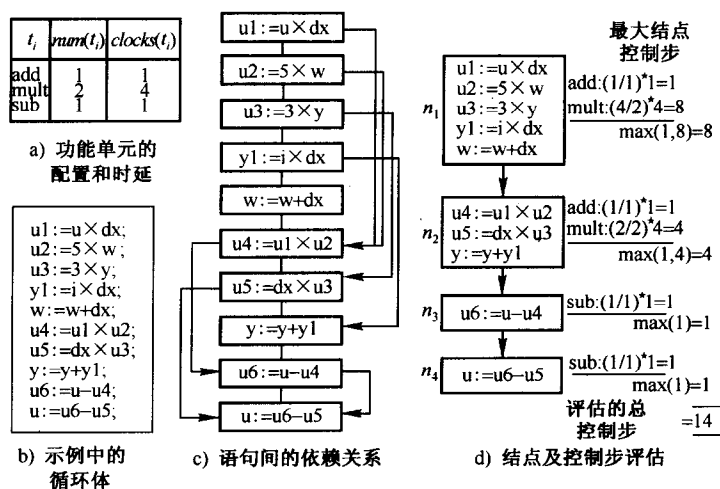 tᵢ num(tᵢ) clocks(tᵢ)
add 1 1
mult 2 4
sub 1 1
a) 功能单元的
配置和时延
u1:=u×dx;
u2:=5×w;
u3:=3×y;
y1:=i×dx;
w:=w+dx;
u4:=u1×u2;
u5:=dx×u3;
y:=y+y1;
u6:=u−u4;
u:=u6−u5;
b) 示例中的
循环体
u1:=u×dx
u2:=5×w
u3:=3×y
y1:=i×dx
w:=w+dx
u4:=u1×u2
u5:=dx×u3
y:=y+y1
u6:=u−u4
u:=u6−u5
c) 语句间的依赖关系
最大结点
控制步
n₁
u1:=u×dx
u2:=5×w
u3:=3×y
y1:=i×dx
w:=w+dx
add:(1/1)*1=1
mult:(4/2)*4=8
max(1,8)=8
n₂
u4:=u1×u2
u5:=dx×u3
y:=y+y1
add:(1/1)*1=1
mult:(2/2)*4=4
max(1,4)=4
n₃
u6:=u−u4
sub:(1/1)*1=1
max(1)=1
n₄
u:=u6−u5
sub:(1/1)*1=1
max(1)=1
评估的总
控制步
=14
d) 结点及控制步评估